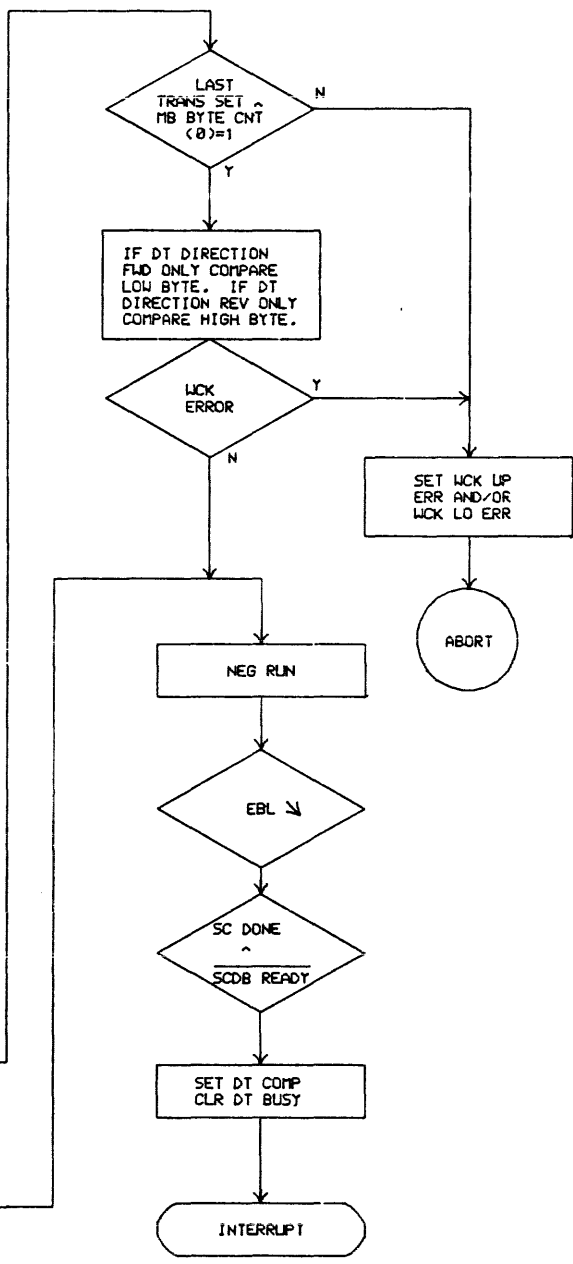 LAST
TRANS SET ^
MB BYTE CNT
(0)=1
N
Y
IF DT DIRECTION
FWD ONLY COMPARE
LOW BYTE. IF DT
DIRECTION REV ONLY
COMPARE HIGH BYTE.
WCK
ERROR
Y
N
SET WCK UP
ERR AND/OR
WCK LO ERR
ABORT
NEG RUN
EBL ↘
SC DONE
^
SCDB READY
SET DT COMP
CLR DT BUSY
INTERRUPT